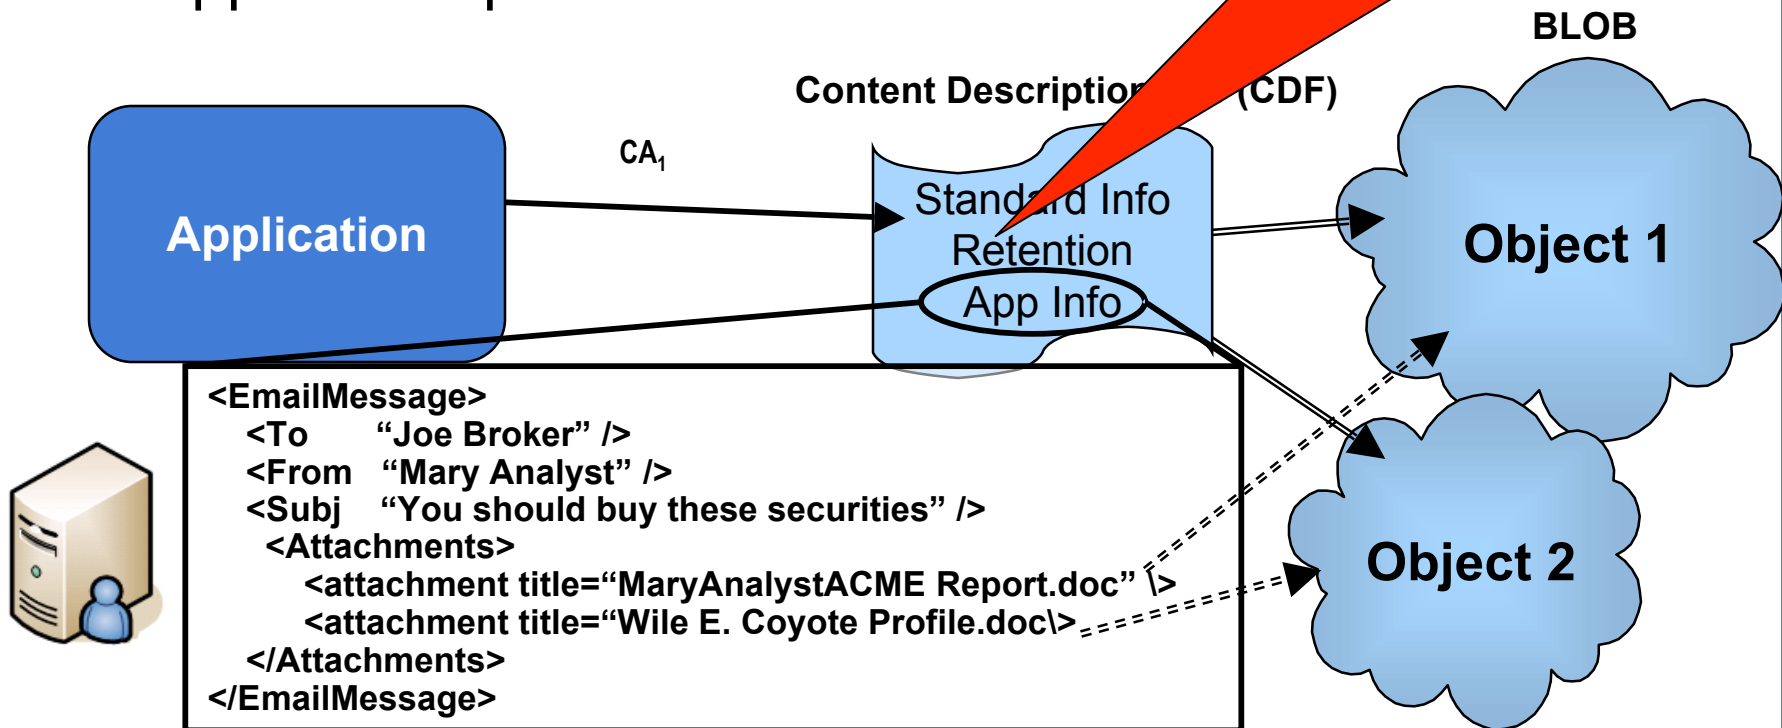 BLOB
Content Description (CDF)
CA1
Application
Standard Info
Retention
App Info
Object 1
Object 2
<EmailMessage>
<To “Joe Broker” />
<From “Mary Analyst” />
<Subj “You should buy these securities” />
<Attachments>
<attachment title=“MaryAnalystACME Report.doc” \>
<attachment title=“Wile E. Coyote Profile.doc\>
</Attachments>
</EmailMessage>